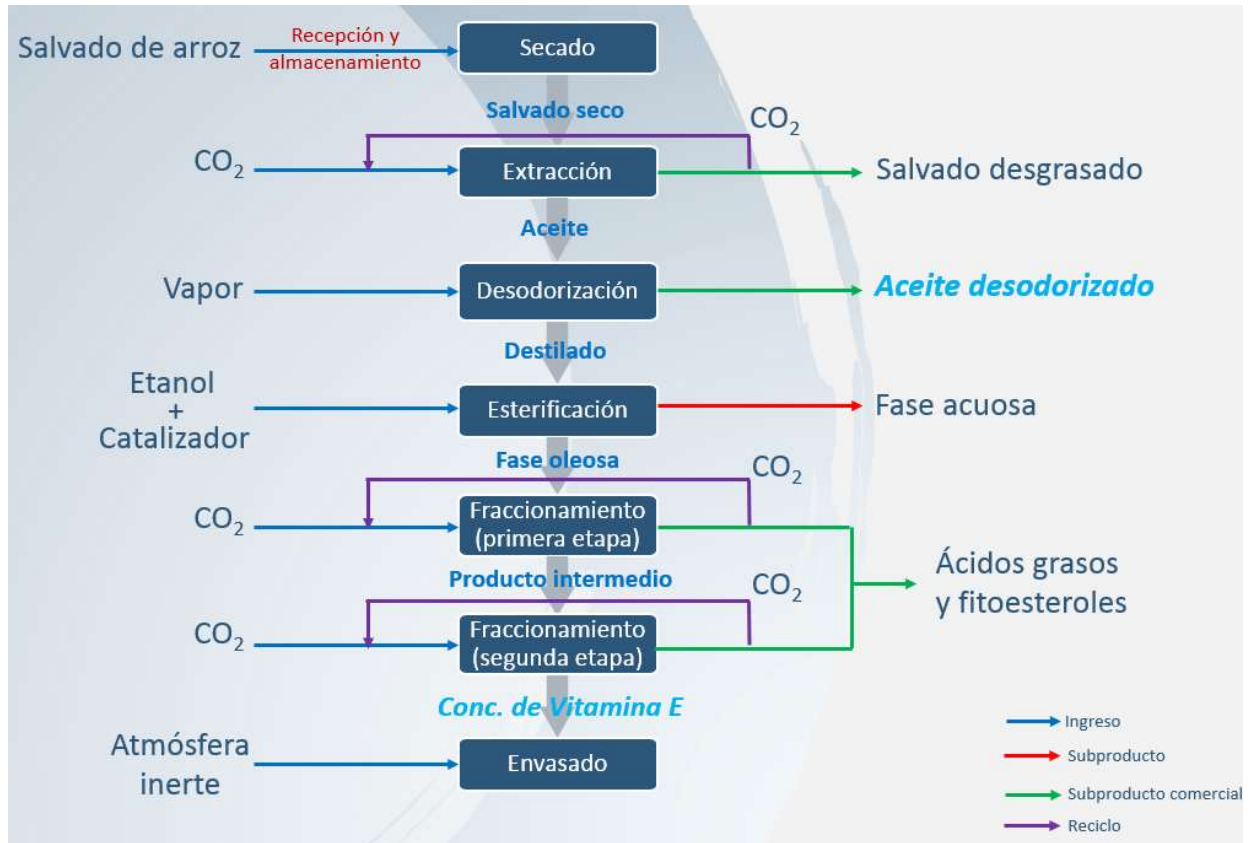 Salvado de arroz
Recepción y
almacenamiento
Secado
Salvado seco
CO2
CO2
Extracción
Salvado desgrasado
Aceite
Vapor
Desodorización
Aceite desodorizado
Destilado
Etanol
+
Catalizador
Esterificación
Fase acuosa
Fase oleosa
CO2
CO2
Fraccionamiento
(primera etapa)
Ácidos grasos
y fitoesteroles
Producto intermedio
CO2
CO2
Fraccionamiento
(segunda etapa)
Conc. de Vitamina E
Atmósfera
inerte
Envasado
Ingreso
Subproducto
Subproducto comercial
Reciclo